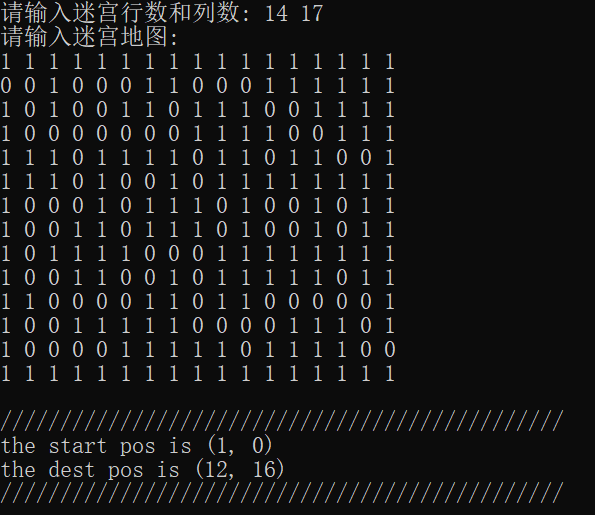 请输入迷宫行数和列数: 14 17
请输入迷宫地图:
1 1 1 1 1 1 1 1 1 1 1 1 1 1 1 1 1
0 0 1 0 0 0 1 1 0 0 0 1 1 1 1 1 1
1 0 1 0 0 1 1 0 1 1 1 0 0 1 1 1 1
1 0 0 0 0 0 0 0 1 1 1 1 0 0 1 1 1
1 1 1 0 1 1 1 1 0 1 1 0 1 1 0 0 1
1 1 1 0 1 0 0 1 0 1 1 1 1 1 1 1 1
1 0 0 0 1 0 1 1 1 0 1 0 0 1 0 1 1
1 0 0 1 1 0 1 1 1 0 1 0 0 1 0 1 1
1 0 1 1 1 1 0 0 0 1 1 1 1 1 1 1 1
1 0 0 1 1 0 0 1 0 1 1 1 1 1 0 1 1
1 1 0 0 0 0 1 1 0 1 1 0 0 0 0 0 1
1 0 0 1 1 1 1 1 0 0 0 0 1 1 1 0 1
1 0 0 0 0 1 1 1 1 1 0 1 1 1 1 0 0
1 1 1 1 1 1 1 1 1 1 1 1 1 1 1 1 1
///////////////////////////////////////////////
the start pos is (1, 0)
the dest pos is (12, 16)
///////////////////////////////////////////////